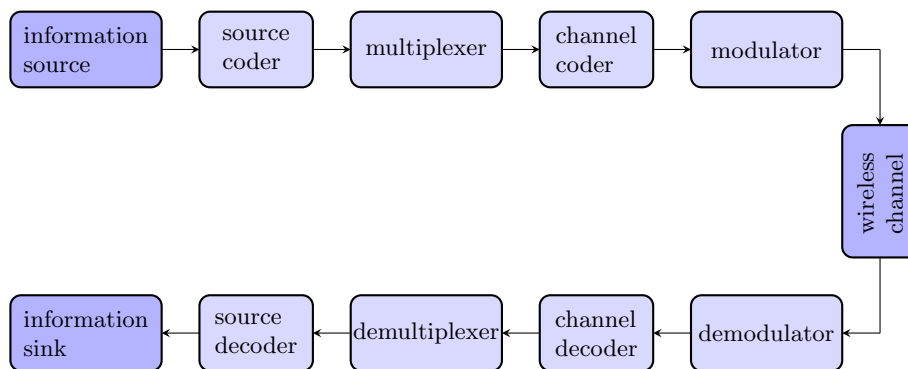 information
source
source
coder
multiplexer
channel
coder
modulator
wireless
channel
information
sink
source
decoder
demultiplexer
channel
decoder
demodulator